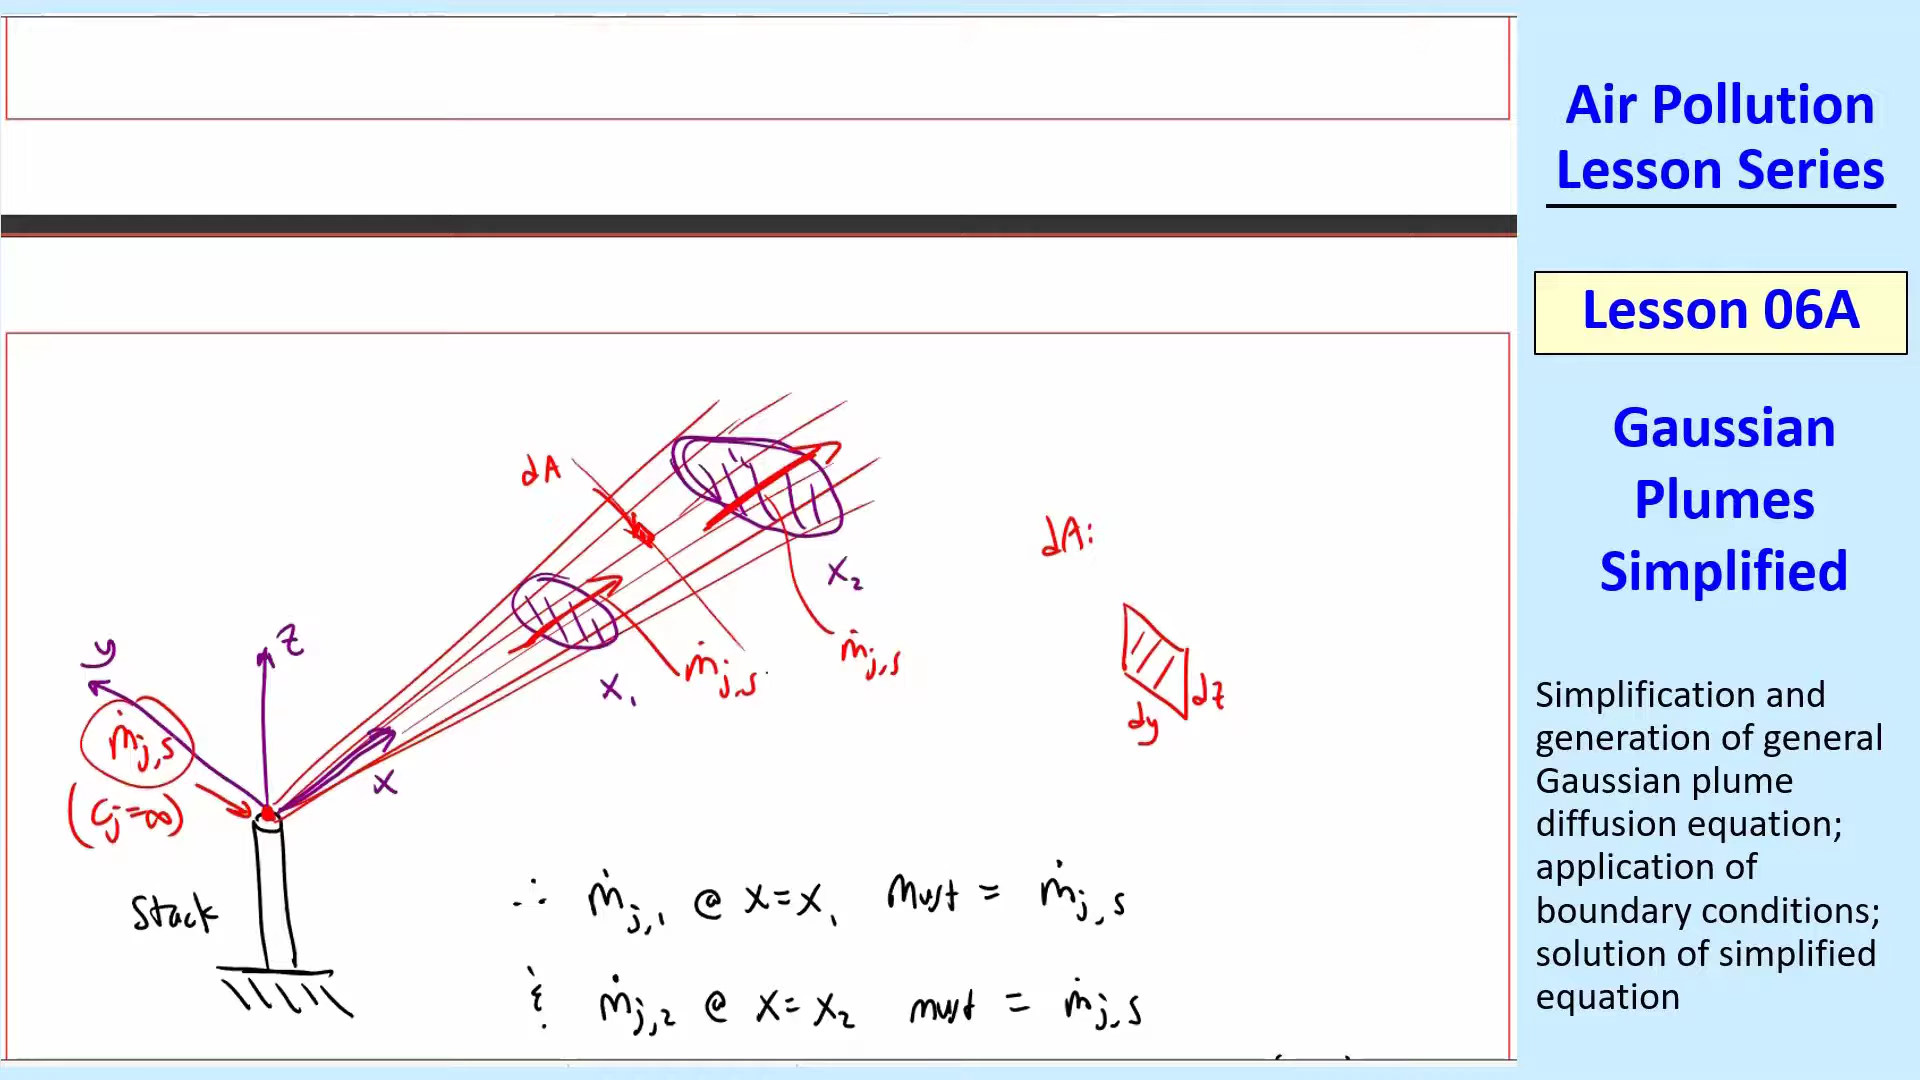 dA
dA:
x₂
z
y
ṁj,s
ṁj,s
dz
x₁
dy
ṁj,s
x
(cj=∞)
Stack
∴ ṁj,1 @ x=x₁ must = ṁj,s
& ṁj,2 @ x=x₂ must = ṁj,s
Air Pollution
Lesson Series
Lesson 06A
Gaussian
Plumes
Simplified
Simplification and
generation of general
Gaussian plume
diffusion equation;
application of
boundary conditions;
solution of simplified
equation